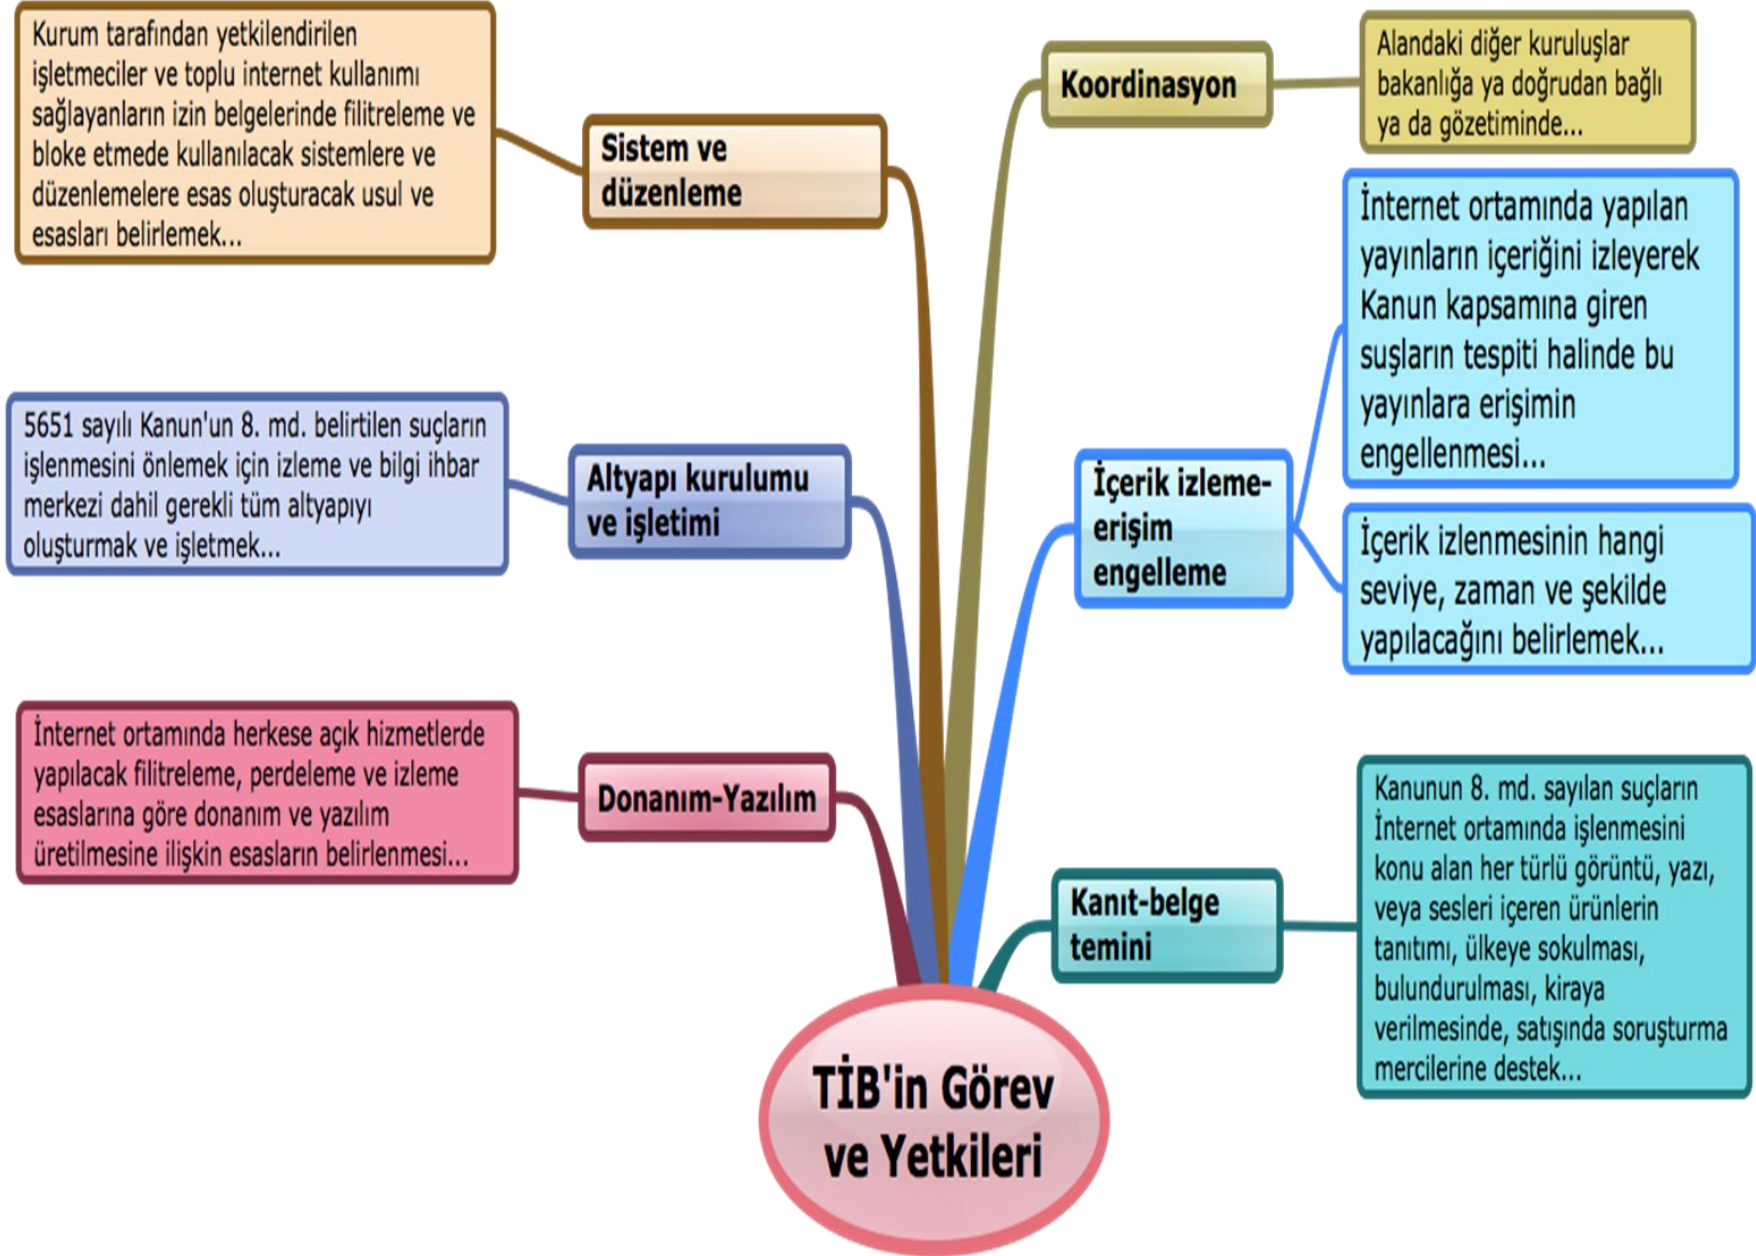 Kurum tarafından yetkilendirilen
işletmeciler ve toplu internet kullanımı
sağlayanların izin belgelerinde filitreleme ve
bloke etmede kullanılacak sistemlere ve
düzenlemelere esas oluşturacak usul ve
esasları belirlemek...
Sistem ve
düzenleme
5651 sayılı Kanun'un 8. md. belirtilen suçların
işlenmesini önlemek için izleme ve bilgi ihbar
merkezi dahil gerekli tüm altyapıyı
oluşturmak ve işletmek...
Altyapı kurulumu
ve işletimi
İnternet ortamında herkese açık hizmetlerde
yapılacak filitreleme, perdeleme ve izleme
esaslarına göre donanım ve yazılım
üretilmesine ilişkin esasların belirlenmesi...
Donanım-Yazılım
Koordinasyon
Alandaki diğer kuruluşlar
bakanlığa ya doğrudan bağlı
ya da gözetiminde...
İçerik izleme-
erişim
engelleme
İnternet ortamında yapılan
yayınların içeriğini izleyerek
Kanun kapsamına giren
suşların tespiti halinde bu
yayınlara erişimin
engellenmesi...
İçerik izlenmesinin hangi
seviye, zaman ve şekilde
yapılacağını belirlemek...
Kanıt-belge
temini
Kanunun 8. md. sayılan suçların
İnternet ortamında işlenmesini
konu alan her türlü görüntü, yazı,
veya sesleri içeren ürünlerin
tanıtımı, ülkeye sokulması,
bulundurulması, kiraya
verilmesinde, satışında soruşturma
mercilerine destek...
TİB'in Görev
ve Yetkileri